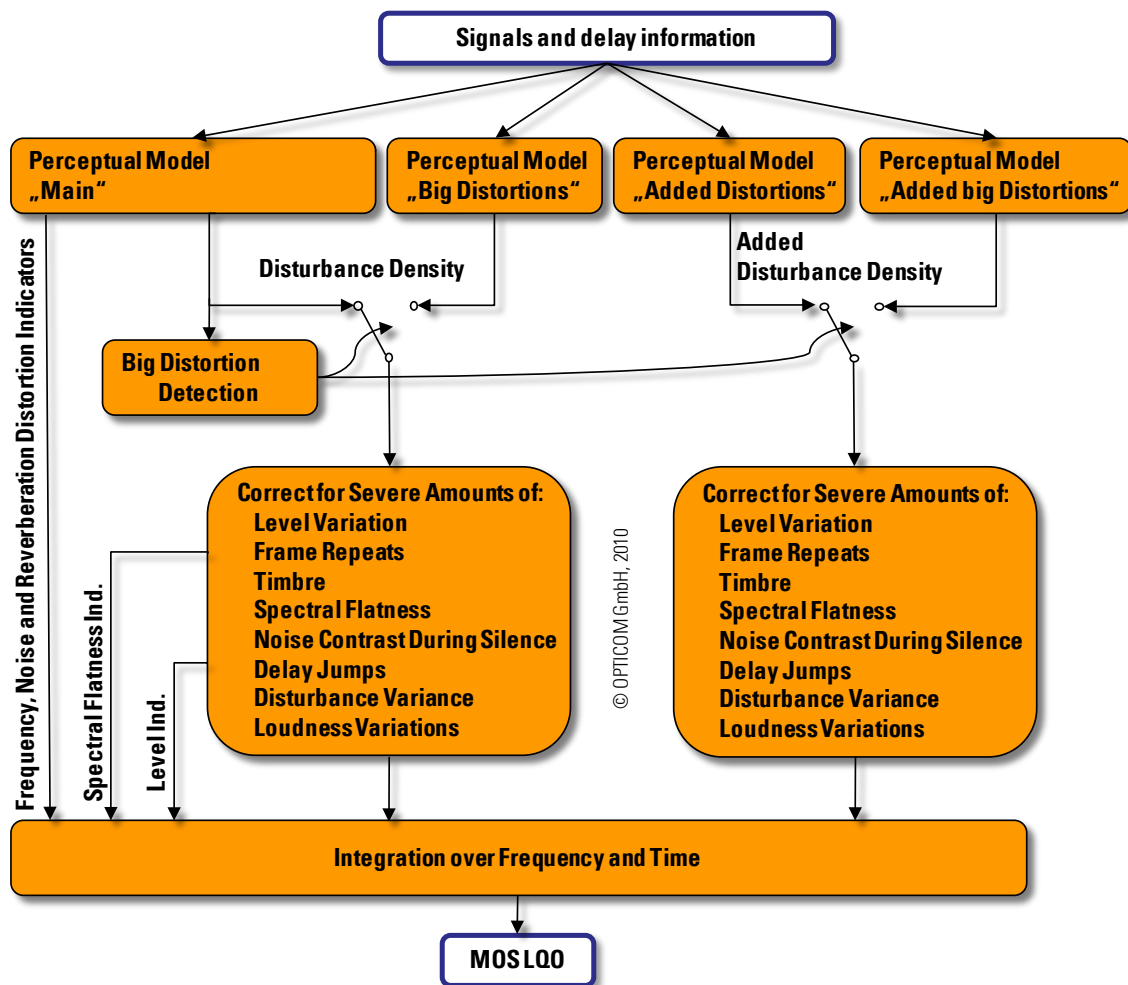 Signals and delay information
Perceptual Model
„Main“
Perceptual Model
„Big Distortions“
Perceptual Model
„Added Distortions“
Perceptual Model
„Added big Distortions“
Frequency, Noise and Reverberation Distortion Indicators
Disturbance Density
Added
Disturbance Density
Big Distortion
Detection
Correct for Severe Amounts of:
Level Variation
Frame Repeats
Timbre
Spectral Flatness
Noise Contrast During Silence
Delay Jumps
Disturbance Variance
Loudness Variations
Spectral Flatness Ind.
Level Ind.
© OPTICOM GmbH, 2010
Correct for Severe Amounts of:
Level Variation
Frame Repeats
Timbre
Spectral Flatness
Noise Contrast During Silence
Delay Jumps
Disturbance Variance
Loudness Variations
Integration over Frequency and Time
MOS LQO